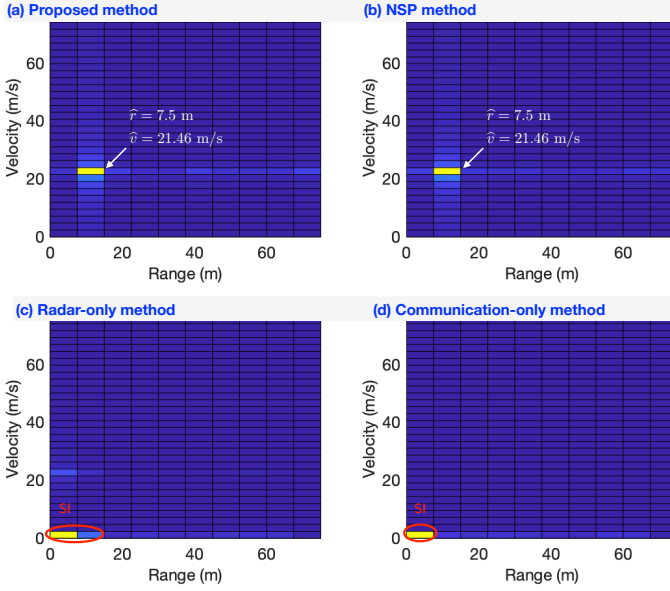 (a) Proposed method
(b) NSP method
Velocity (m/s)
60
40
20
0
r̂ = 7.5 m
v̂ = 21.46 m/s
0 20 40 60
Range (m)
Velocity (m/s)
60
40
20
0
r̂ = 7.5 m
v̂ = 21.46 m/s
0 20 40 60
Range (m)
(c) Radar-only method
(d) Communication-only method
Velocity (m/s)
60
40
20
0
SI
0 20 40 60
Range (m)
Velocity (m/s)
60
40
20
0
SI
0 20 40 60
Range (m)